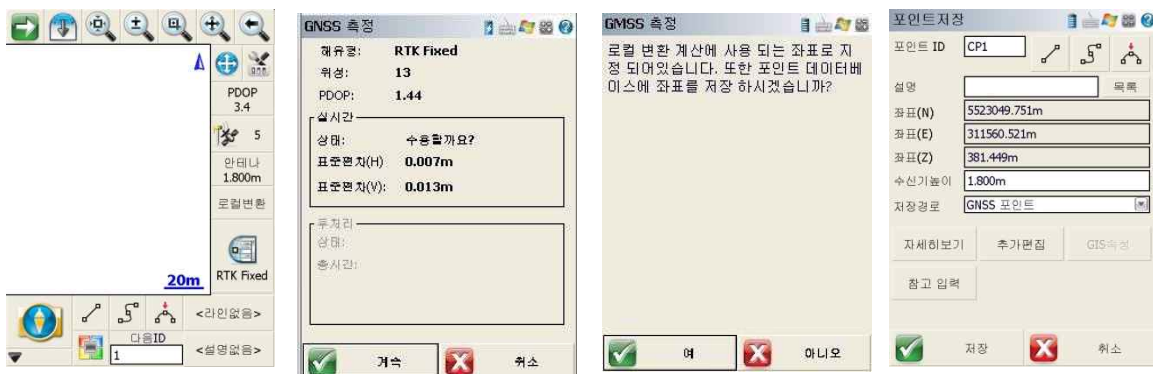 PDOP
3.4
5
안테나
1.800m
로컬변환
20m
RTK Fixed
<라인없음>
다음ID
1
<설명없음>
GNSS 측정
해유형: RTK Fixed
위성: 13
PDOP: 1.44
실시간
상태: 수용할까요?
표준편차(H) 0.007m
표준편차(V): 0.013m
후처리
상태:
총시간:
계속 취소
GMSS 측정
로컬 변환 계산에 사용 되는 좌표로 지
정 되어있습니다. 또한 포인트 데이터베
이스에 좌표를 저장 하시겠습니까?
예 아니오
포인트저장
포인트 ID CP1
설명 목록
좌표(N) 5523049.751m
좌표(E) 311560.521m
좌표(Z) 381.449m
수신기높이 1.800m
저장경로 GNSS 포인트
자세히보기 추가편집 GIS속성
참고 입력
저장 취소